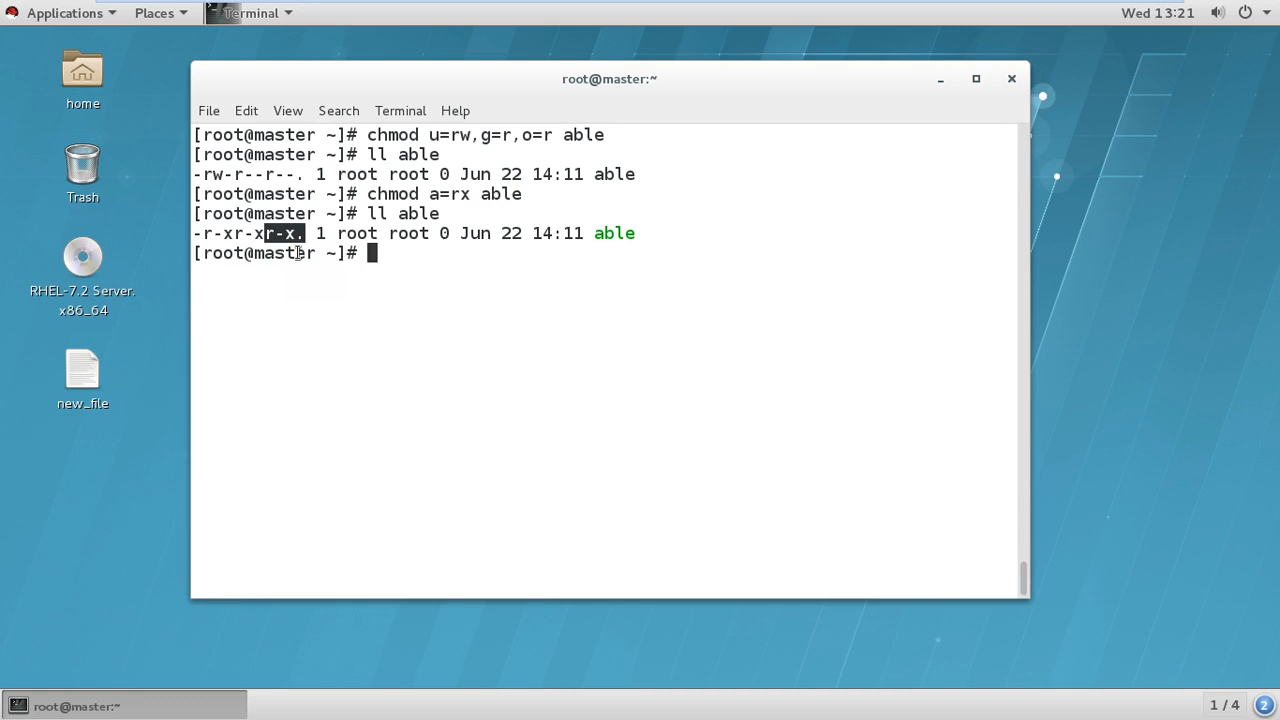 Applications Places Terminal Wed 13:21
home
Trash
RHEL-7.2 Server.
x86_64
new_file
root@master:~
File Edit View Search Terminal Help
[root@master ~]# chmod u=rw,g=r,o=r able
[root@master ~]# ll able
-rw-r--r--. 1 root root 0 Jun 22 14:11 able
[root@master ~]# chmod a=rx able
[root@master ~]# ll able
-r-xr-xr-x. 1 root root 0 Jun 22 14:11 able
[root@master ~]#
root@master:~ 1 / 4 2